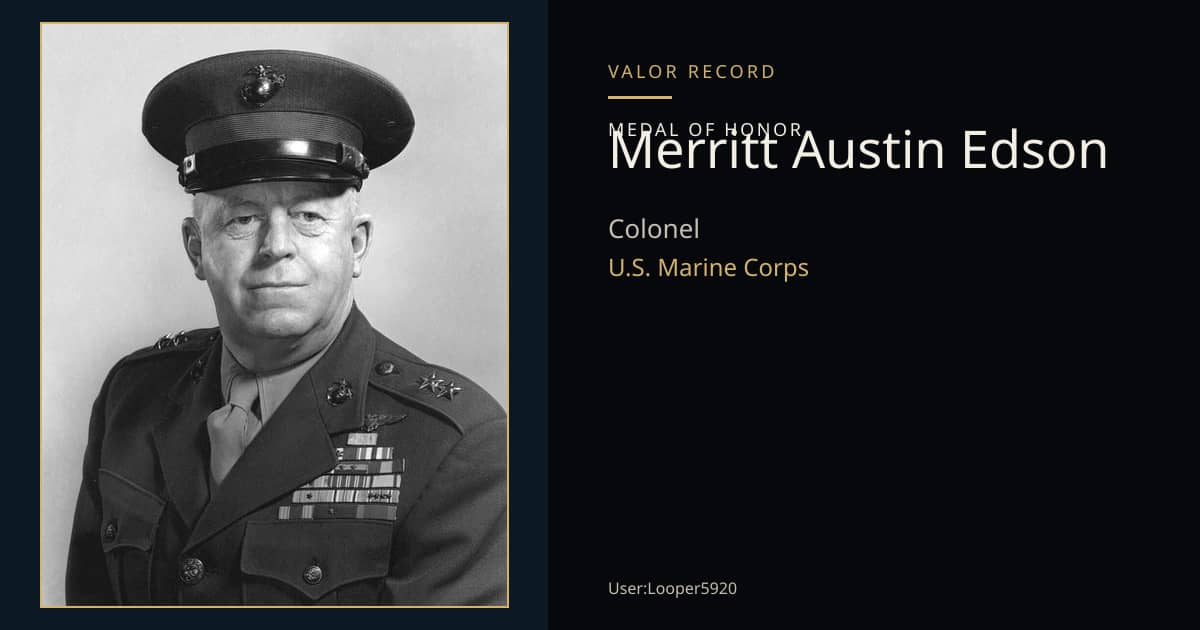 VALOR RECORD
MEDAL OF HONOR
Merritt Austin Edson
Colonel
U.S. Marine Corps
User:Looper5920